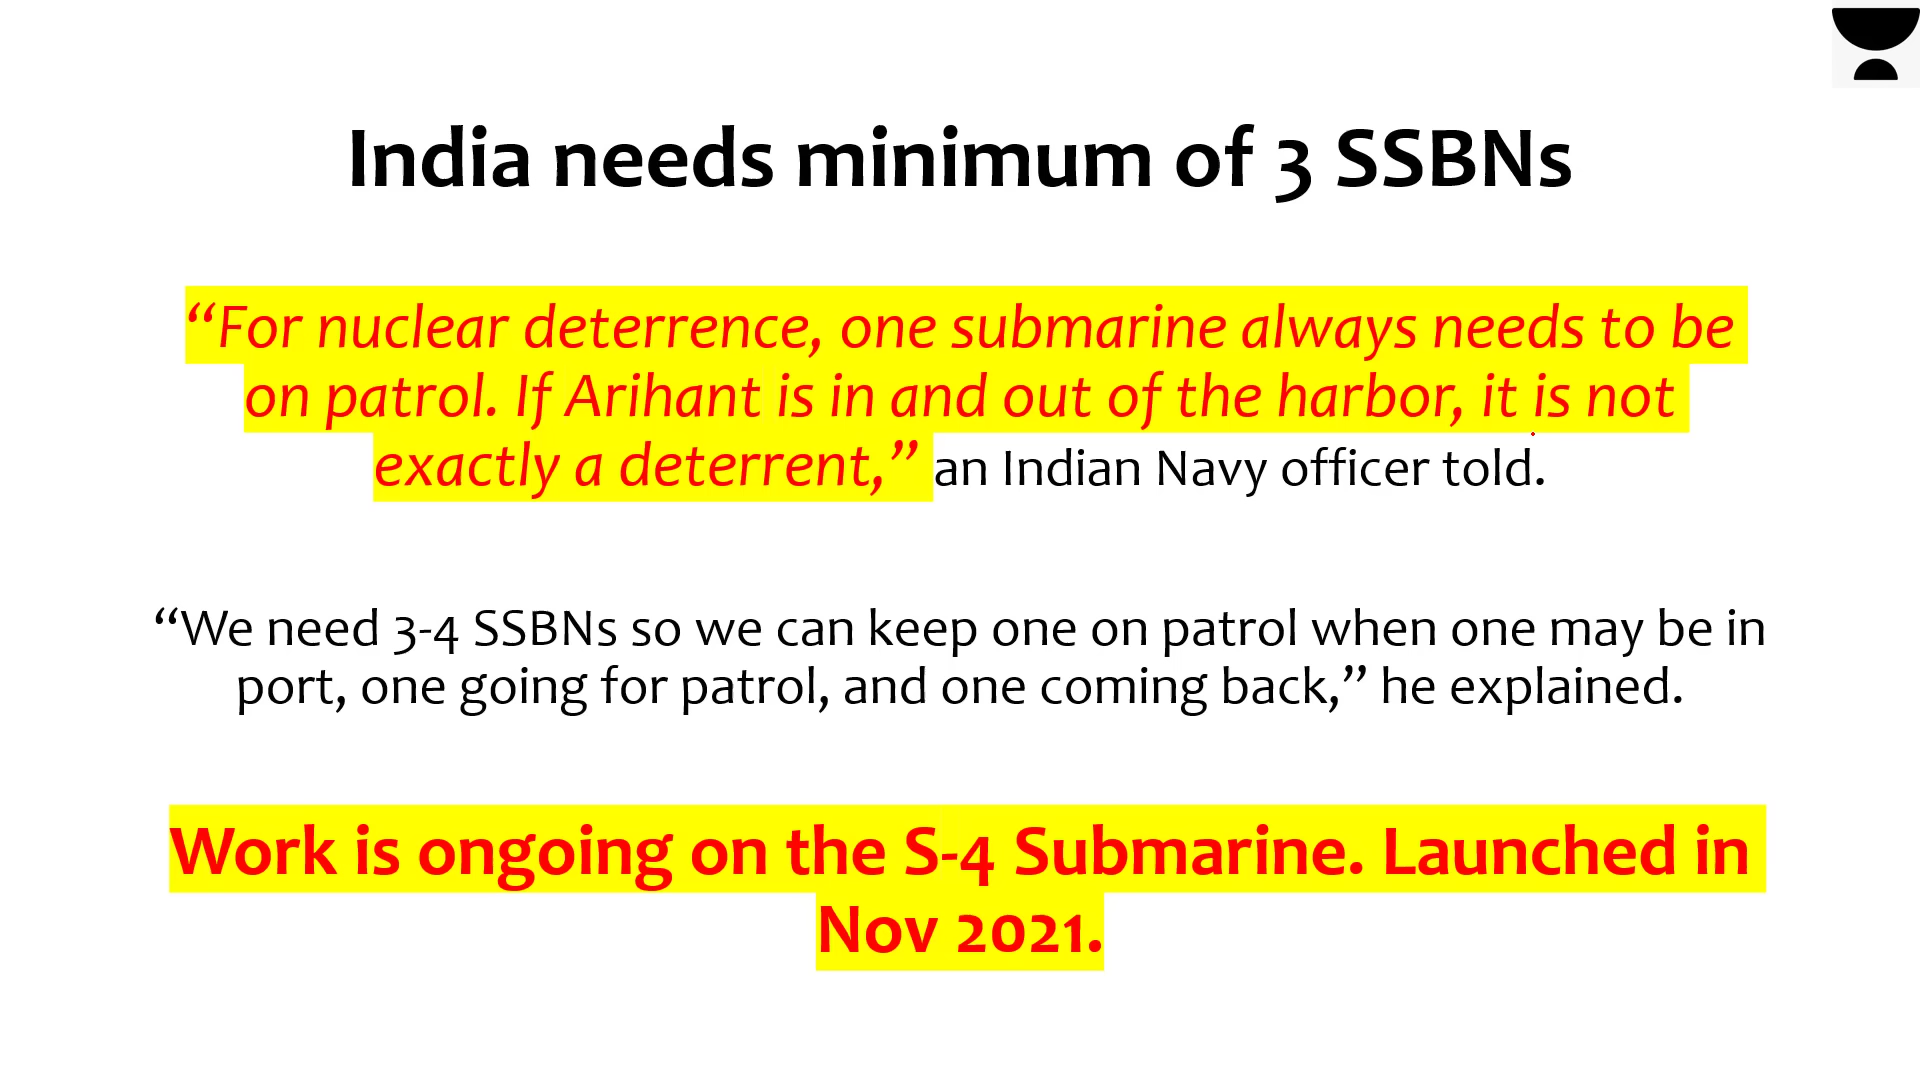 India needs minimum of 3 SSBNs
“For nuclear deterrence, one submarine always needs to be
on patrol. If Arihant is in and out of the harbor, it is not
exactly a deterrent,” an Indian Navy officer told.
“We need 3-4 SSBNs so we can keep one on patrol when one may be in
port, one going for patrol, and one coming back,” he explained.
Work is ongoing on the S-4 Submarine. Launched in
Nov 2021.